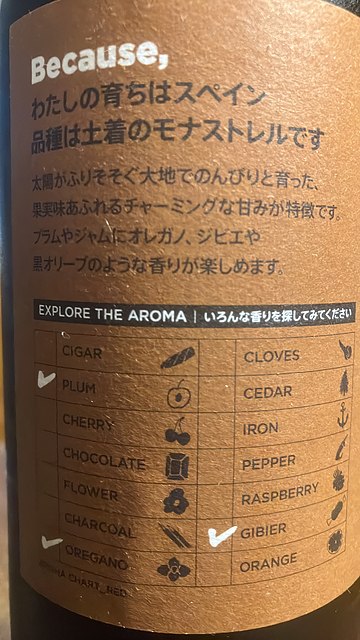 Because,
わたしの育ちはスペイン
品種は土着のモナストレルです
太陽がふりそそぐ大地でのんびりと育った、
果実味あふれるチャーミングな甘みが特徴です。
プラムやジャムにオレガノ、ジビエや
黒オリーブのような香りが楽しめます。
EXPLORE THE AROMA | いろんな香りを探してみてください
CIGAR
PLUM
CHERRY
CHOCOLATE
FLOWER
CHARCOAL
OREGANO
CLOVES
CEDAR
IRON
PEPPER
RASPBERRY
GIBIER
ORANGE
AROMA CHART_RED